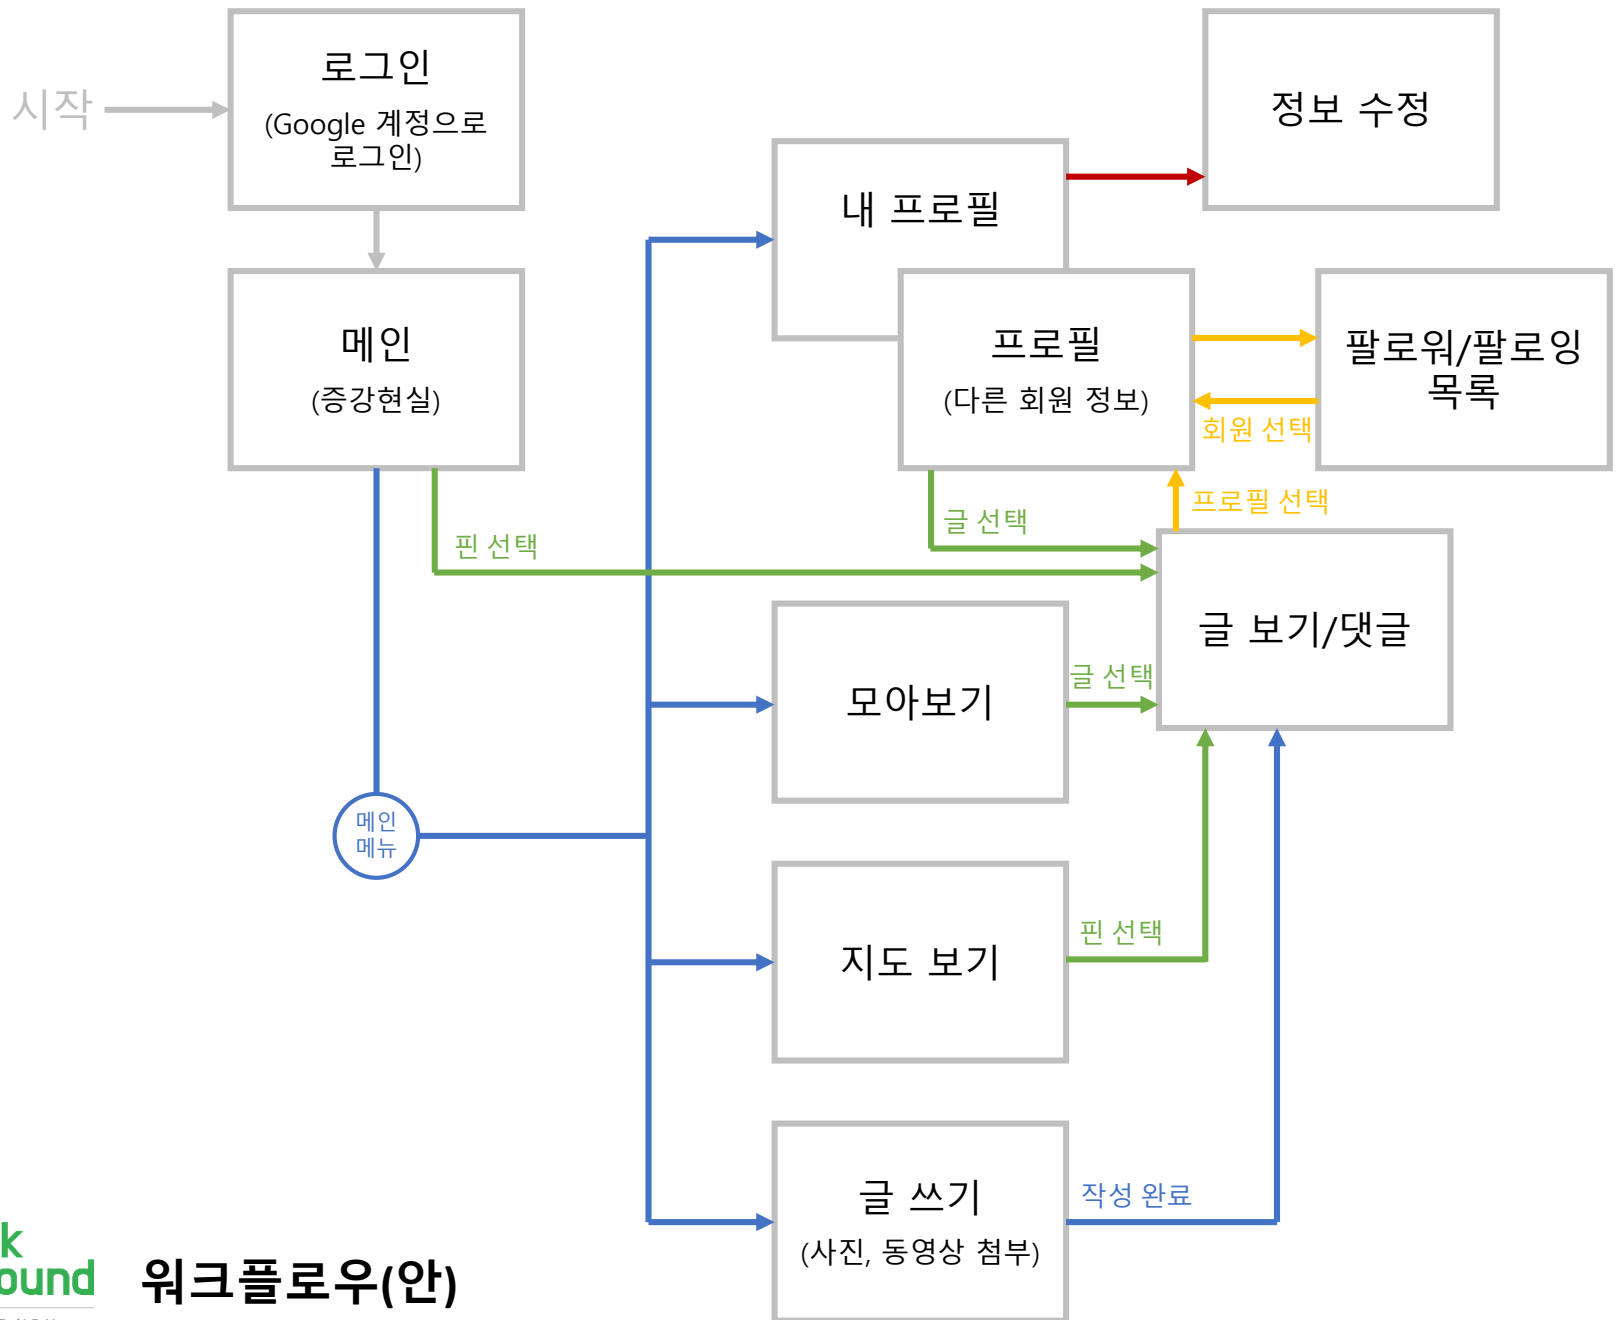 시작
로그인
(Google 계정으로
로그인)
정보 수정
내 프로필
메인
(증강현실)
프로필
(다른 회원 정보)
팔로워/팔로잉
목록
회원 선택
프로필 선택
글 선택
핀 선택
글 보기/댓글
모아보기
글 선택
메인
메뉴
지도 보기
핀 선택
글 쓰기
(사진, 동영상 첨부)
작성 완료
k
ound
워크플로우(안)